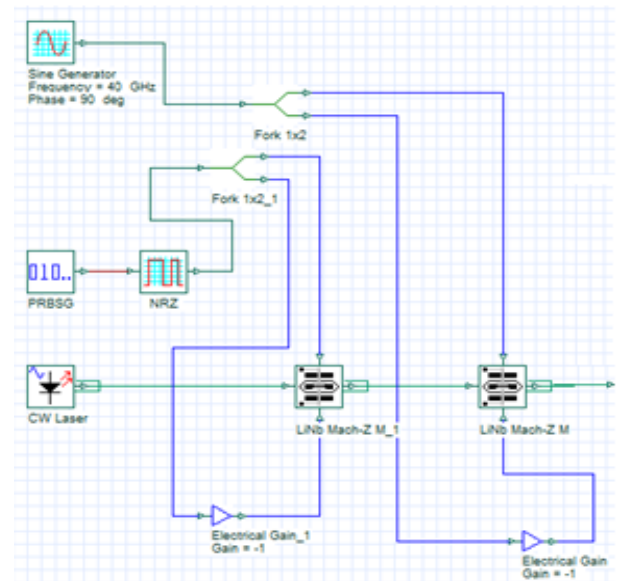 Sine Generator
Frequency = 40 GHz
Phase = 90 deg
Fork 1x2
Fork 1x2_1
010..
PRBSG
NRZ
CW Laser
LiNb Mach-Z M_1
LiNb Mach-Z M
Electrical Gain_1
Gain = -1
Electrical Gain
Gain = -1